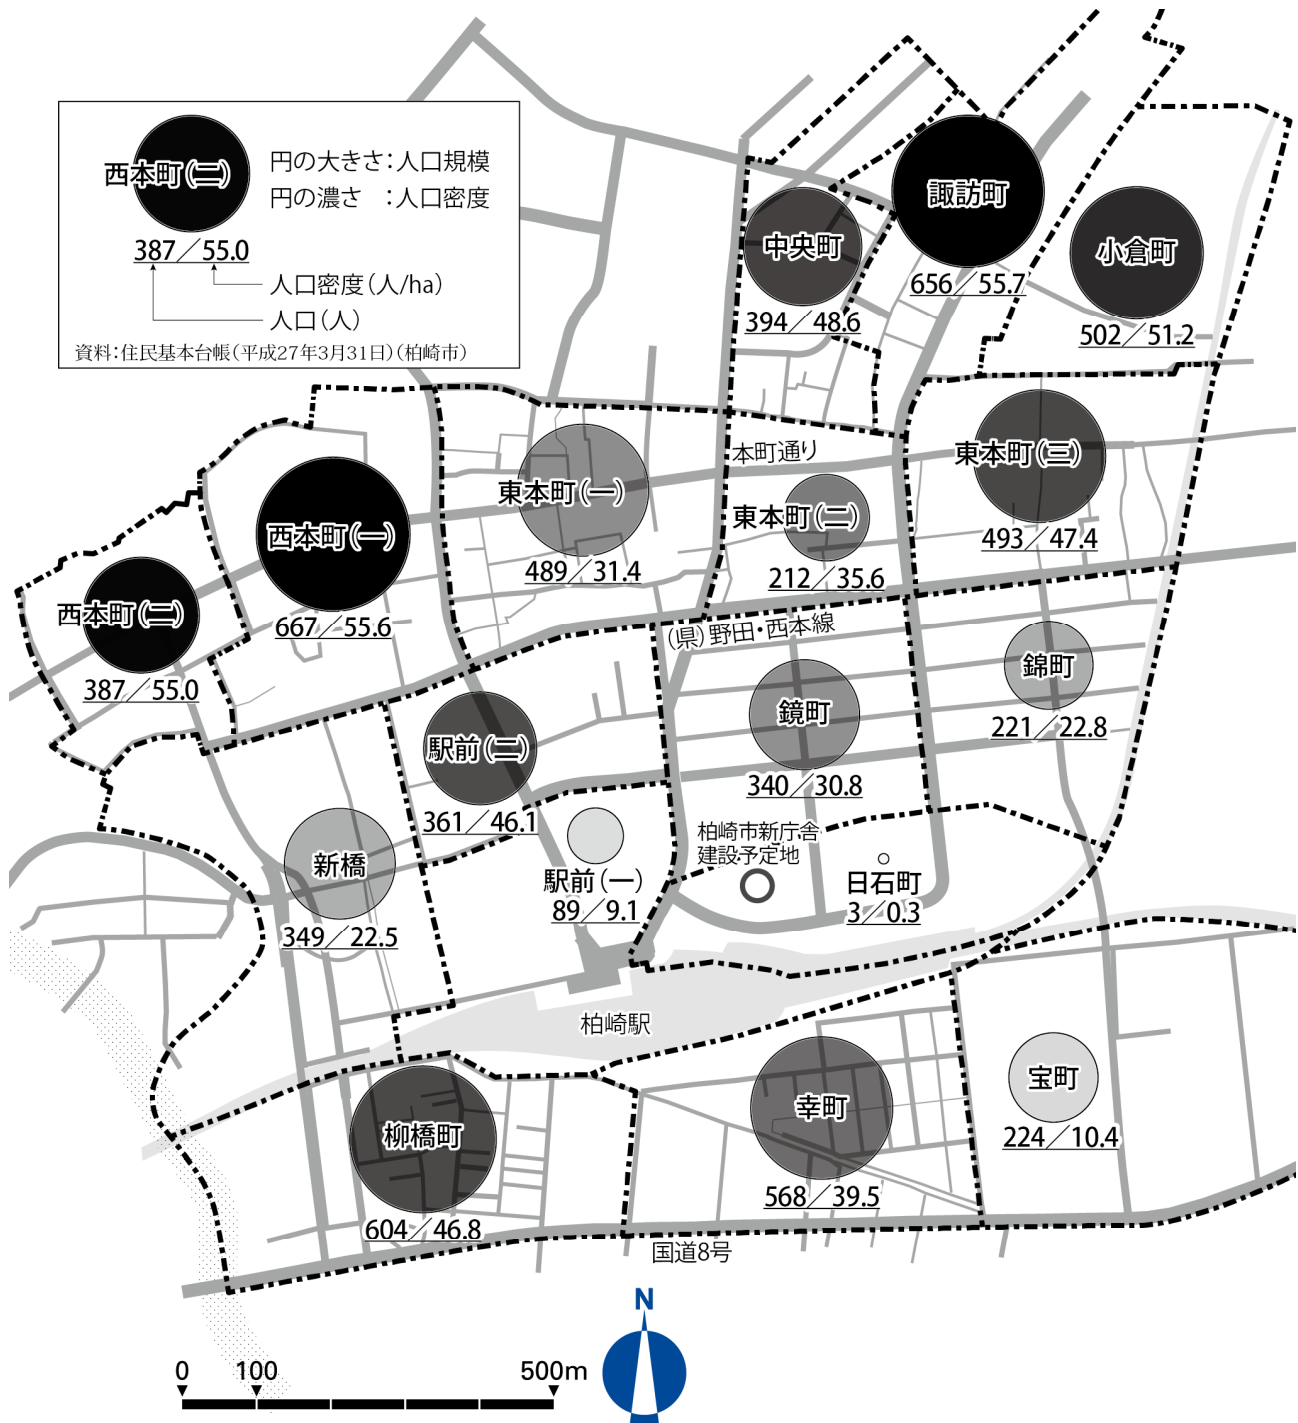 西本町(二)
円の大きさ：人口規模
円の濃さ　：人口密度
387／55.0
人口密度(人/ha)
人口(人)
資料：住民基本台帳(平成27年3月31日)(柏崎市)
諏訪町
656／55.7
中央町
394／48.6
小倉町
502／51.2
本町通り
東本町(三)
493／47.4
東本町(一)
489／31.4
東本町(二)
212／35.6
西本町(一)
667／55.6
西本町(二)
387／55.0
(県)野田・西本線
錦町
221／22.8
鏡町
340／30.8
駅前(二)
361／46.1
柏崎市新庁舎
建設予定地
新橋
349／22.5
駅前(一)
89／9.1
日石町
3／0.3
柏崎駅
宝町
224／10.4
幸町
568／39.5
柳橋町
604／46.8
国道8号
N
0 100 500m